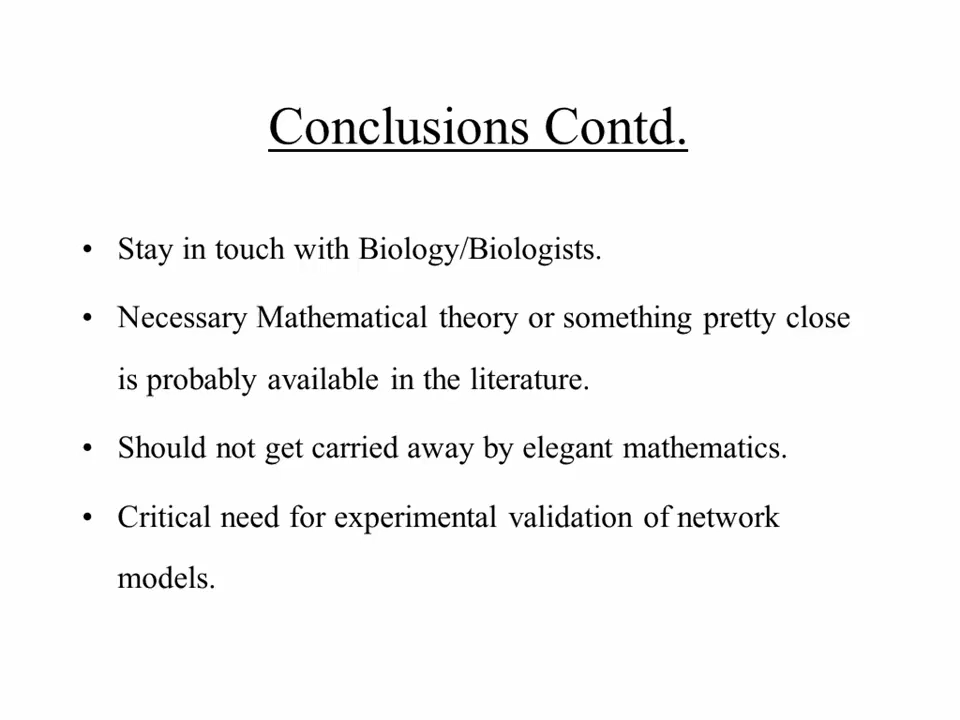 Conclusions Contd.
• Stay in touch with Biology/Biologists.
• Necessary Mathematical theory or something pretty close
is probably available in the literature.
• Should not get carried away by elegant mathematics.
• Critical need for experimental validation of network
models.